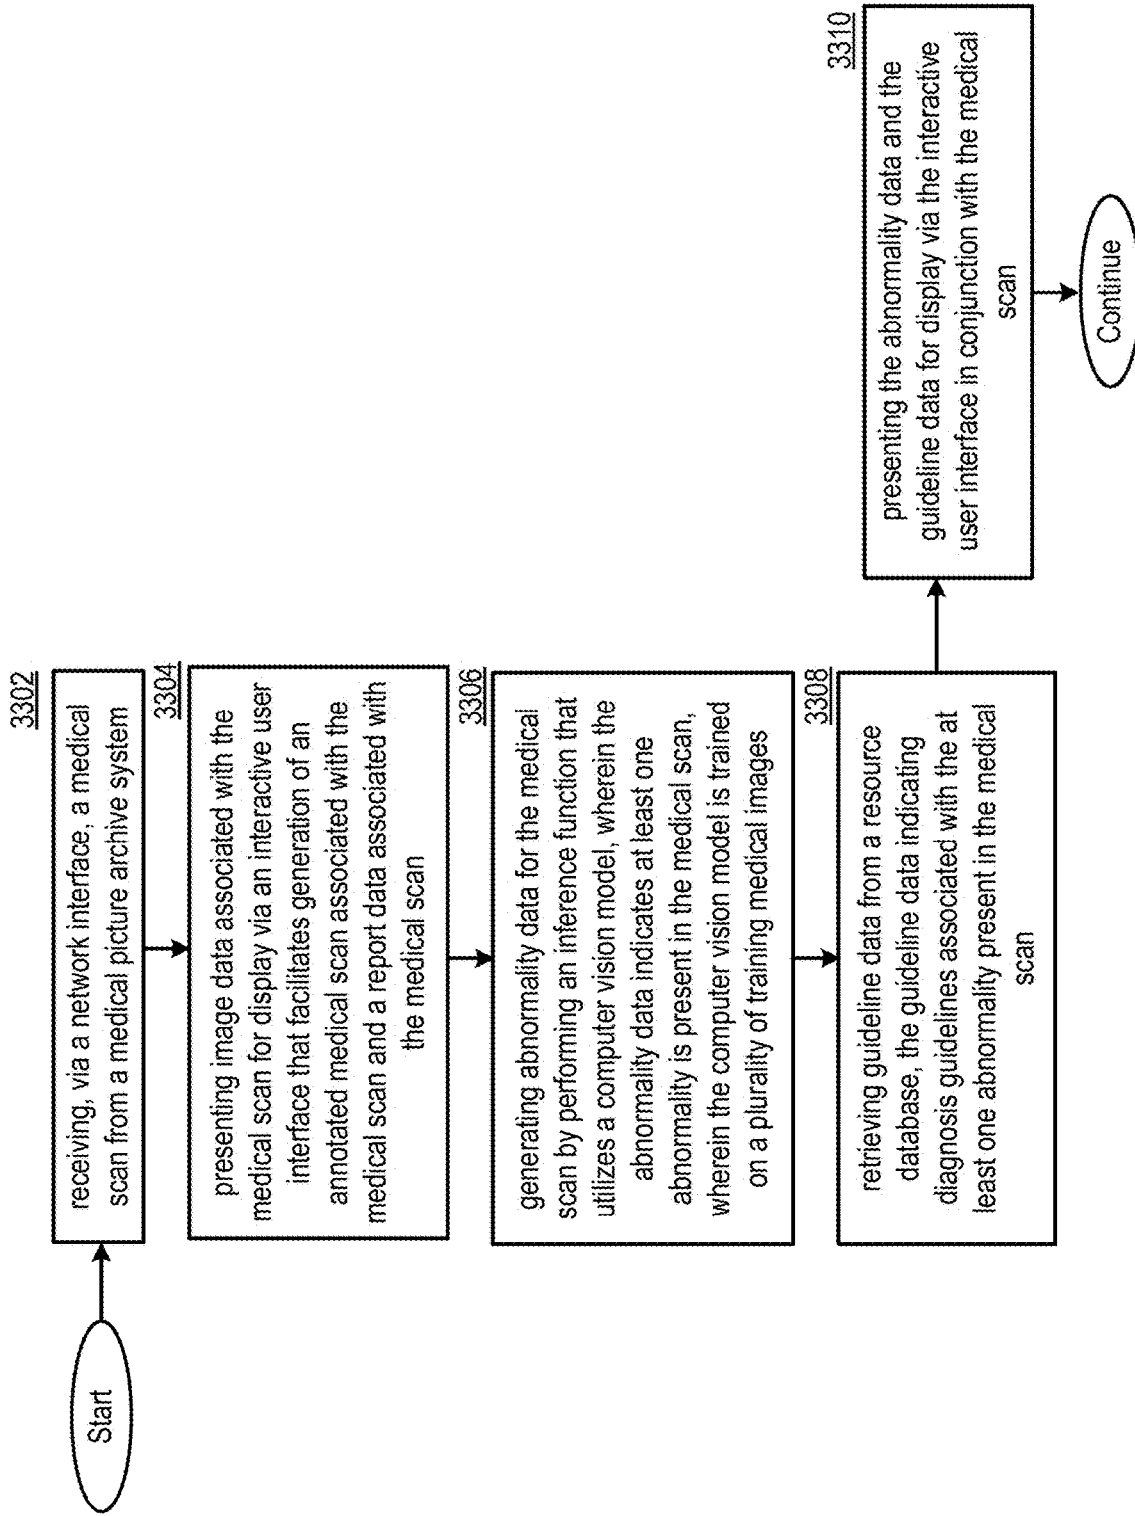 Start
3302
receiving, via a network interface, a medical
scan from a medical picture archive system
3304
presenting image data associated with the
medical scan for display via an interactive user
interface that facilitates generation of an
annotated medical scan associated with the
medical scan and a report data associated with
the medical scan
3306
generating abnormality data for the medical
scan by performing an inference function that
utilizes a computer vision model, wherein the
abnormality data indicates at least one
abnormality is present in the medical scan,
wherein the computer vision model is trained
on a plurality of training medical images
3308
retrieving guideline data from a resource
database, the guideline data indicating
diagnosis guidelines associated with the at
least one abnormality present in the medical
scan
3310
presenting the abnormality data and the
guideline data for display via the interactive
user interface in conjunction with the medical
scan
Continue